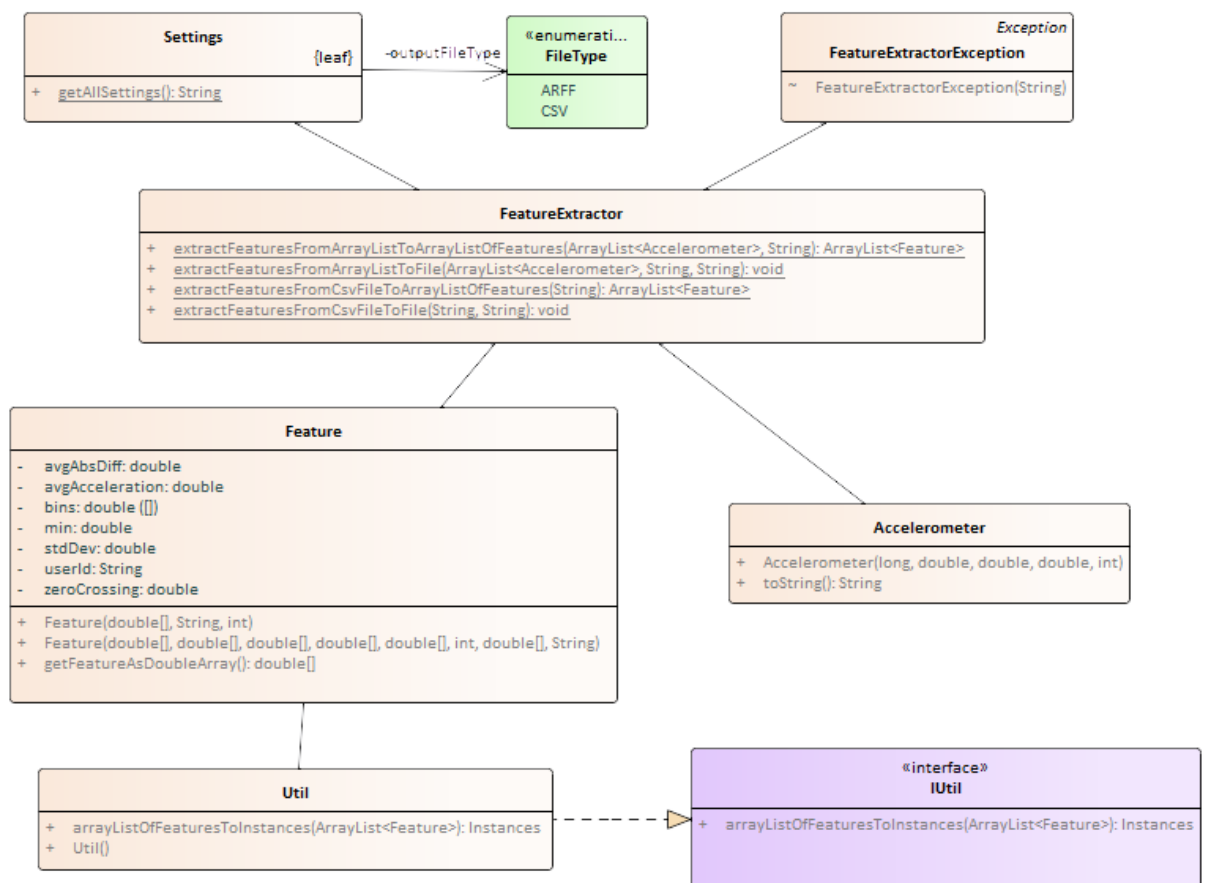 Settings
{leaf}
+ getAllSettings(): String
-outputFileType
«enumerati...
FileType
ARFF
CSV
Exception
FeatureExtractorException
~ FeatureExtractorException(String)
FeatureExtractor
+ extractFeaturesFromArrayListToArrayListOfFeatures(ArrayList<Accelerometer>, String): ArrayList<Feature>
+ extractFeaturesFromArrayListToFile(ArrayList<Accelerometer>, String, String): void
+ extractFeaturesFromCsvFileToArrayListOfFeatures(String): ArrayList<Feature>
+ extractFeaturesFromCsvFileToFile(String, String): void
Feature
- avgAbsDiff: double
- avgAcceleration: double
- bins: double ([])
- min: double
- stdDev: double
- userId: String
- zeroCrossing: double
+ Feature(double[], String, int)
+ Feature(double[], double[], double[], double[], double[], int, double[], String)
+ getFeatureAsDoubleArray(): double[]
Accelerometer
+ Accelerometer(long, double, double, double, int)
+ toString(): String
Util
+ arrayListOfFeaturesToInstances(ArrayList<Feature>): Instances
+ Util()
«interface»
IUtil
+ arrayListOfFeaturesToInstances(ArrayList<Feature>): Instances